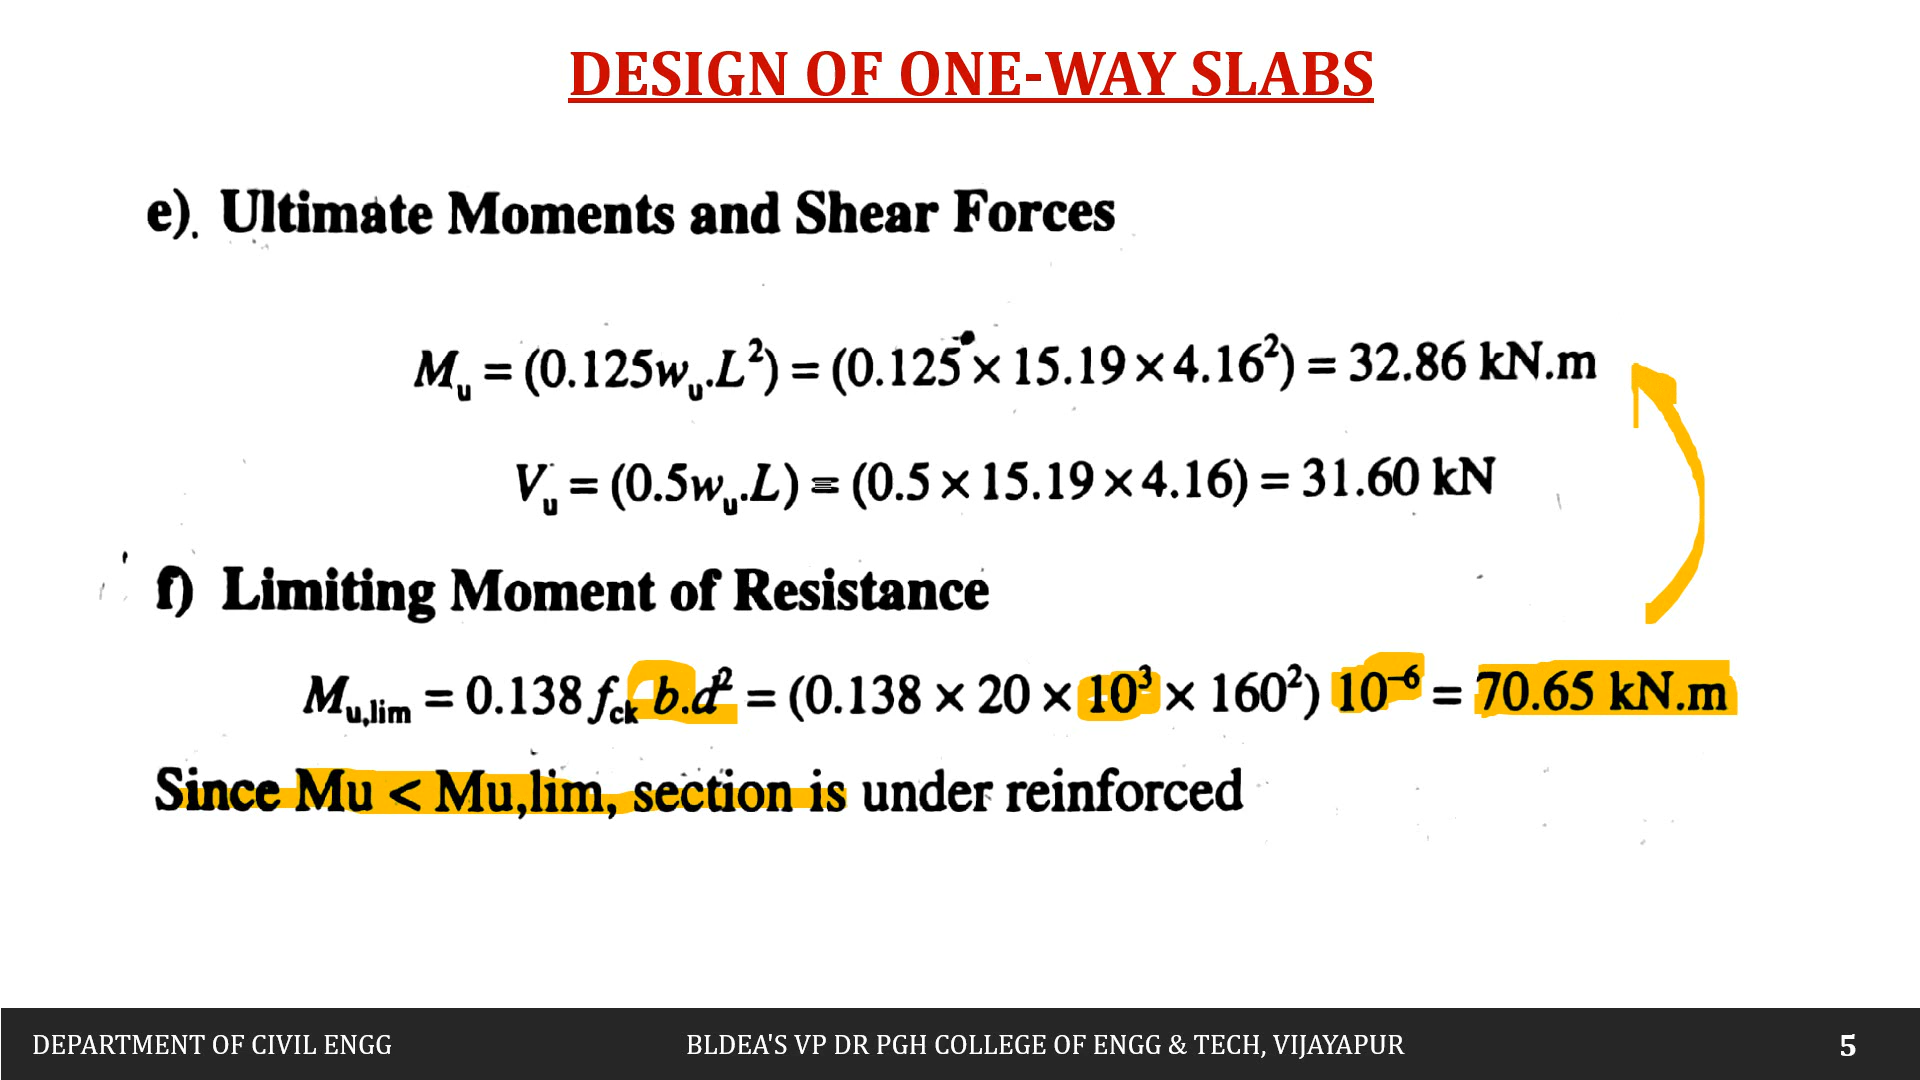 DESIGN OF ONE-WAY SLABS
e). Ultimate Moments and Shear Forces
Mᵤ = (0.125wᵤ.L²) = (0.125 × 15.19 × 4.16²) = 32.86 kN.m
Vᵤ = (0.5wᵤ.L) = (0.5 × 15.19 × 4.16) = 31.60 kN
f) Limiting Moment of Resistance
Mu,lim = 0.138 fck b.d² = (0.138 × 20 × 10³ × 160²) 10⁻⁶ = 70.65 kN.m
Since Mu < Mu,lim, section is under reinforced
DEPARTMENT OF CIVIL ENGG BLDEA'S VP DR PGH COLLEGE OF ENGG & TECH, VIJAYAPUR 5